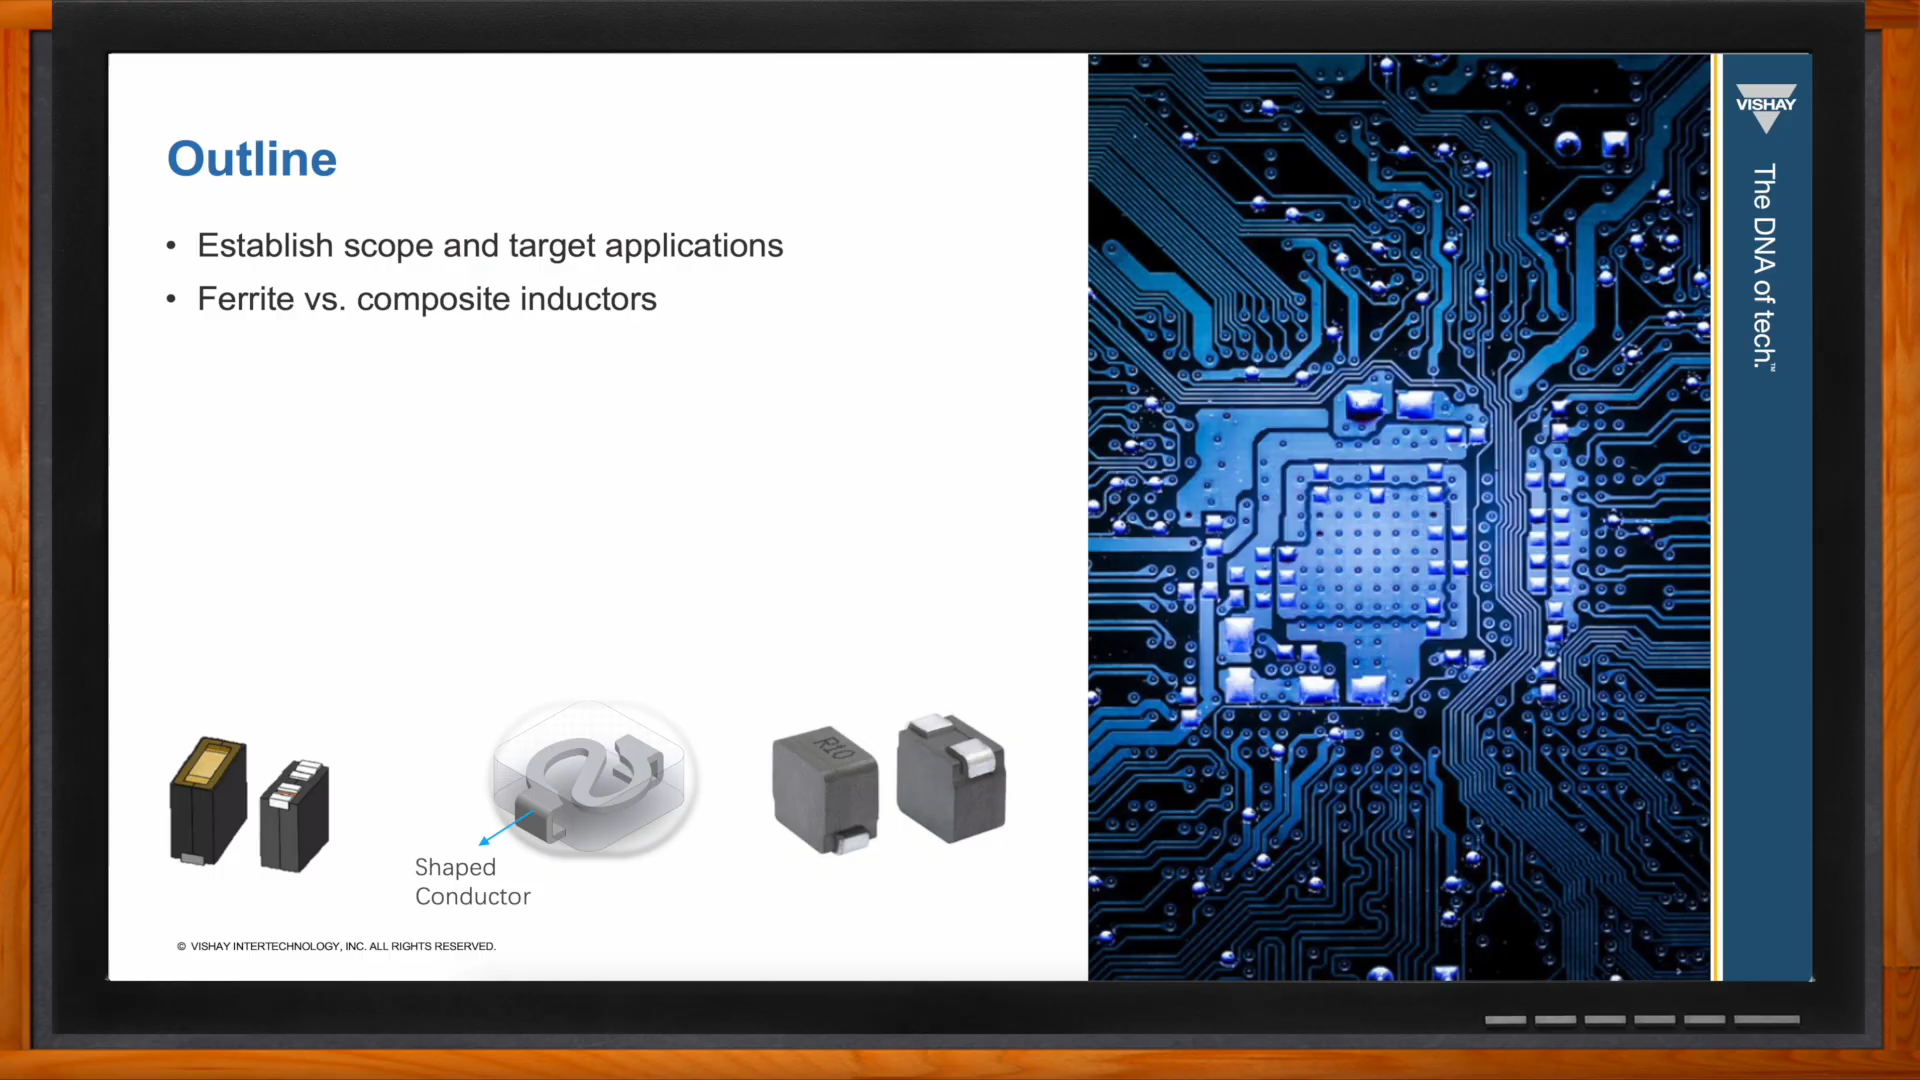 Outline
• Establish scope and target applications
• Ferrite vs. composite inductors
R10
Shaped
Conductor
© VISHAY INTERTECHNOLOGY, INC. ALL RIGHTS RESERVED.
VISHAY
The DNA of tech.™